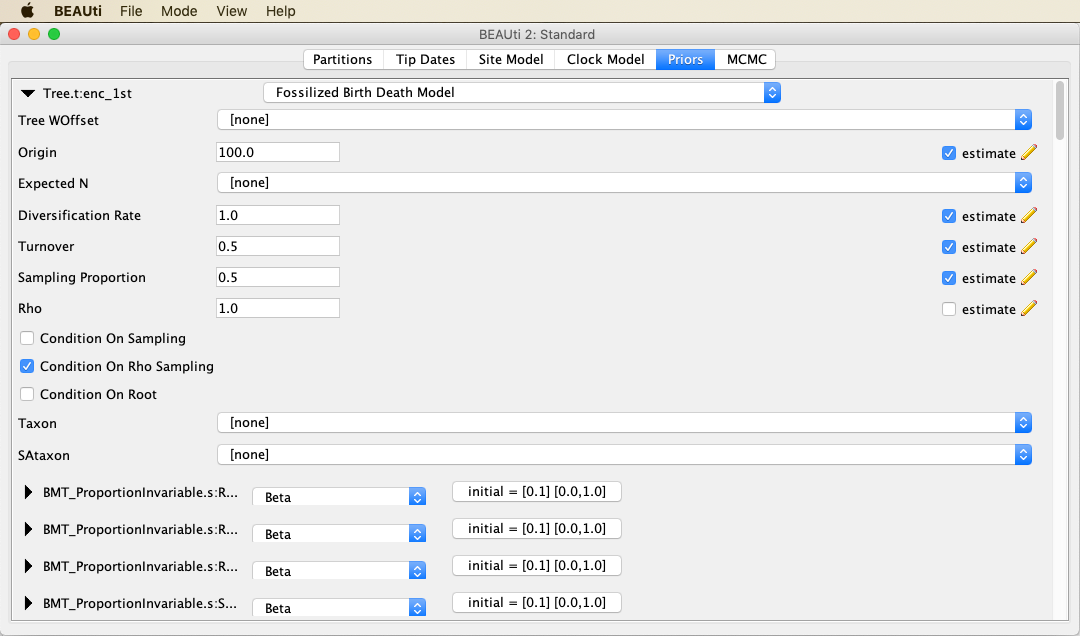 BEAUti File Mode View Help
BEAUti 2: Standard
Partitions Tip Dates Site Model Clock Model Priors MCMC
Tree.t:enc_1st Fossilized Birth Death Model
Tree WOffset [none]
Origin 100.0 estimate
Expected N [none]
Diversification Rate 1.0 estimate
Turnover 0.5 estimate
Sampling Proportion 0.5 estimate
Rho 1.0 estimate
Condition On Sampling
Condition On Rho Sampling
Condition On Root
Taxon [none]
SAtaxon [none]
BMT_ProportionInvariable.s:R... Beta initial = [0.1] [0.0,1.0]
BMT_ProportionInvariable.s:R... Beta initial = [0.1] [0.0,1.0]
BMT_ProportionInvariable.s:R... Beta initial = [0.1] [0.0,1.0]
BMT_ProportionInvariable.s:S... Beta initial = [0.1] [0.0,1.0]